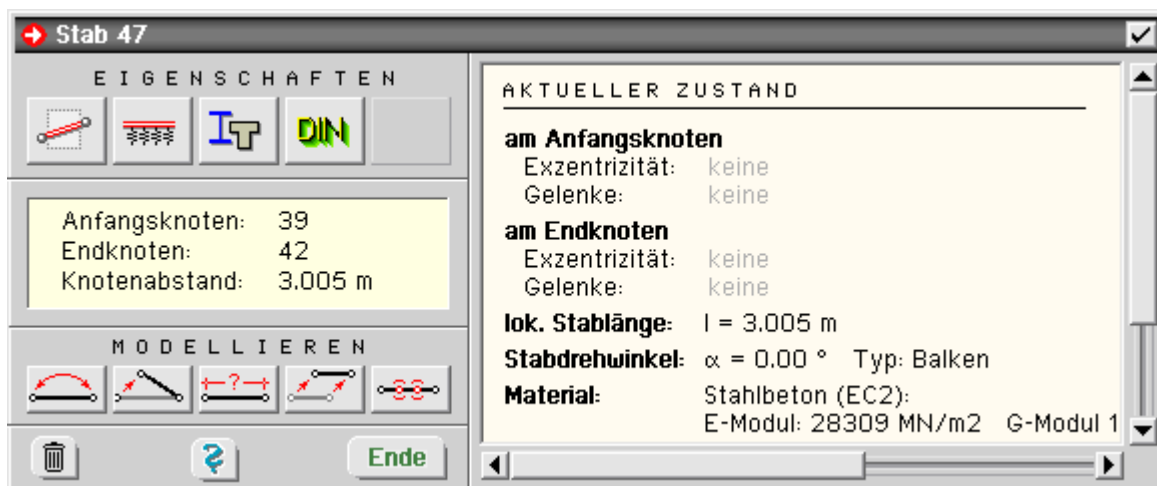 Stab 47
EIGENSCHAFTEN
DIN
Anfangsknoten: 39
Endknoten: 42
Knotenabstand: 3.005 m
MODELLIEREN
?
Ende
AKTUELLER ZUSTAND
am Anfangsknoten
Exzentrizität: keine
Gelenke: keine
am Endknoten
Exzentrizität: keine
Gelenke: keine
lok. Stablänge: l = 3.005 m
Stabdrehwinkel: α = 0.00 ° Typ: Balken
Material: Stahlbeton (EC2):
E-Modul: 28309 MN/m2 G-Modul 1